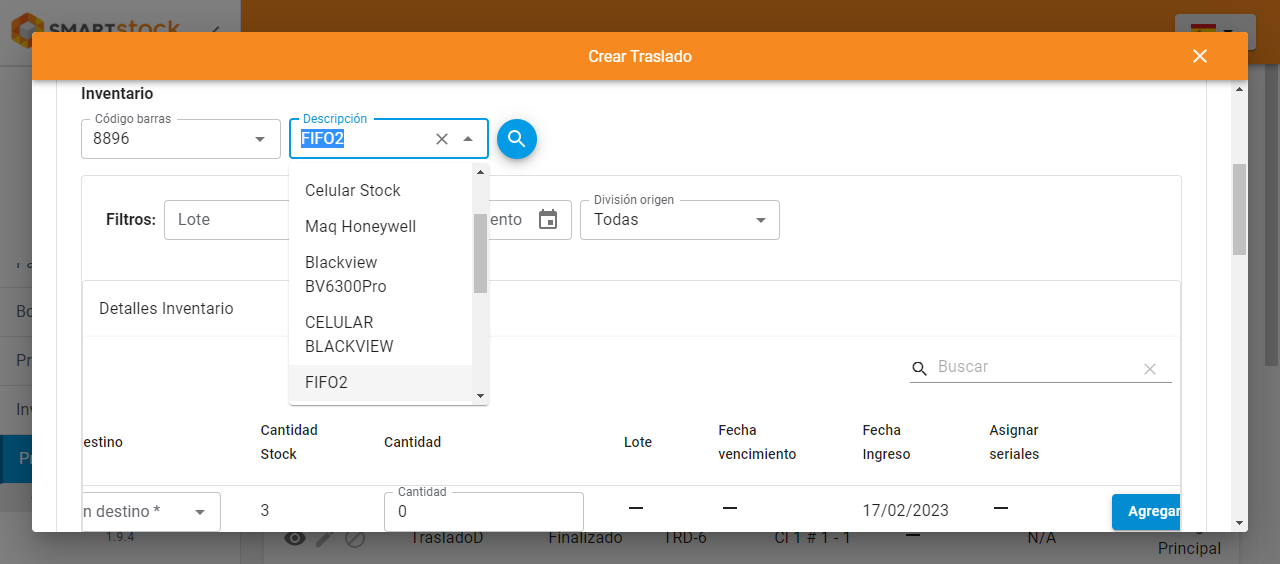 SMARTstock
Crear Traslado
Inventario
Código barras
8896
Descripción
FIFO2
Celular Stock
Maq Honeywell
Blackview
BV6300Pro
CELULAR
BLACKVIEW
FIFO2
Filtros:
Lote
ento
División origen
Todas
Detalles Inventario
Buscar
estino
Cantidad
Stock
Cantidad
Lote
Fecha
vencimiento
Fecha
Ingreso
Asignar
seriales
n destino *
3
Cantidad
0
17/02/2023
Agregar
Bo
Pr
Inv
Pr
1.9.4
TrasladoD
Finalizado
TRD-6
CI 1 # 1 - 1
N/A
Principal